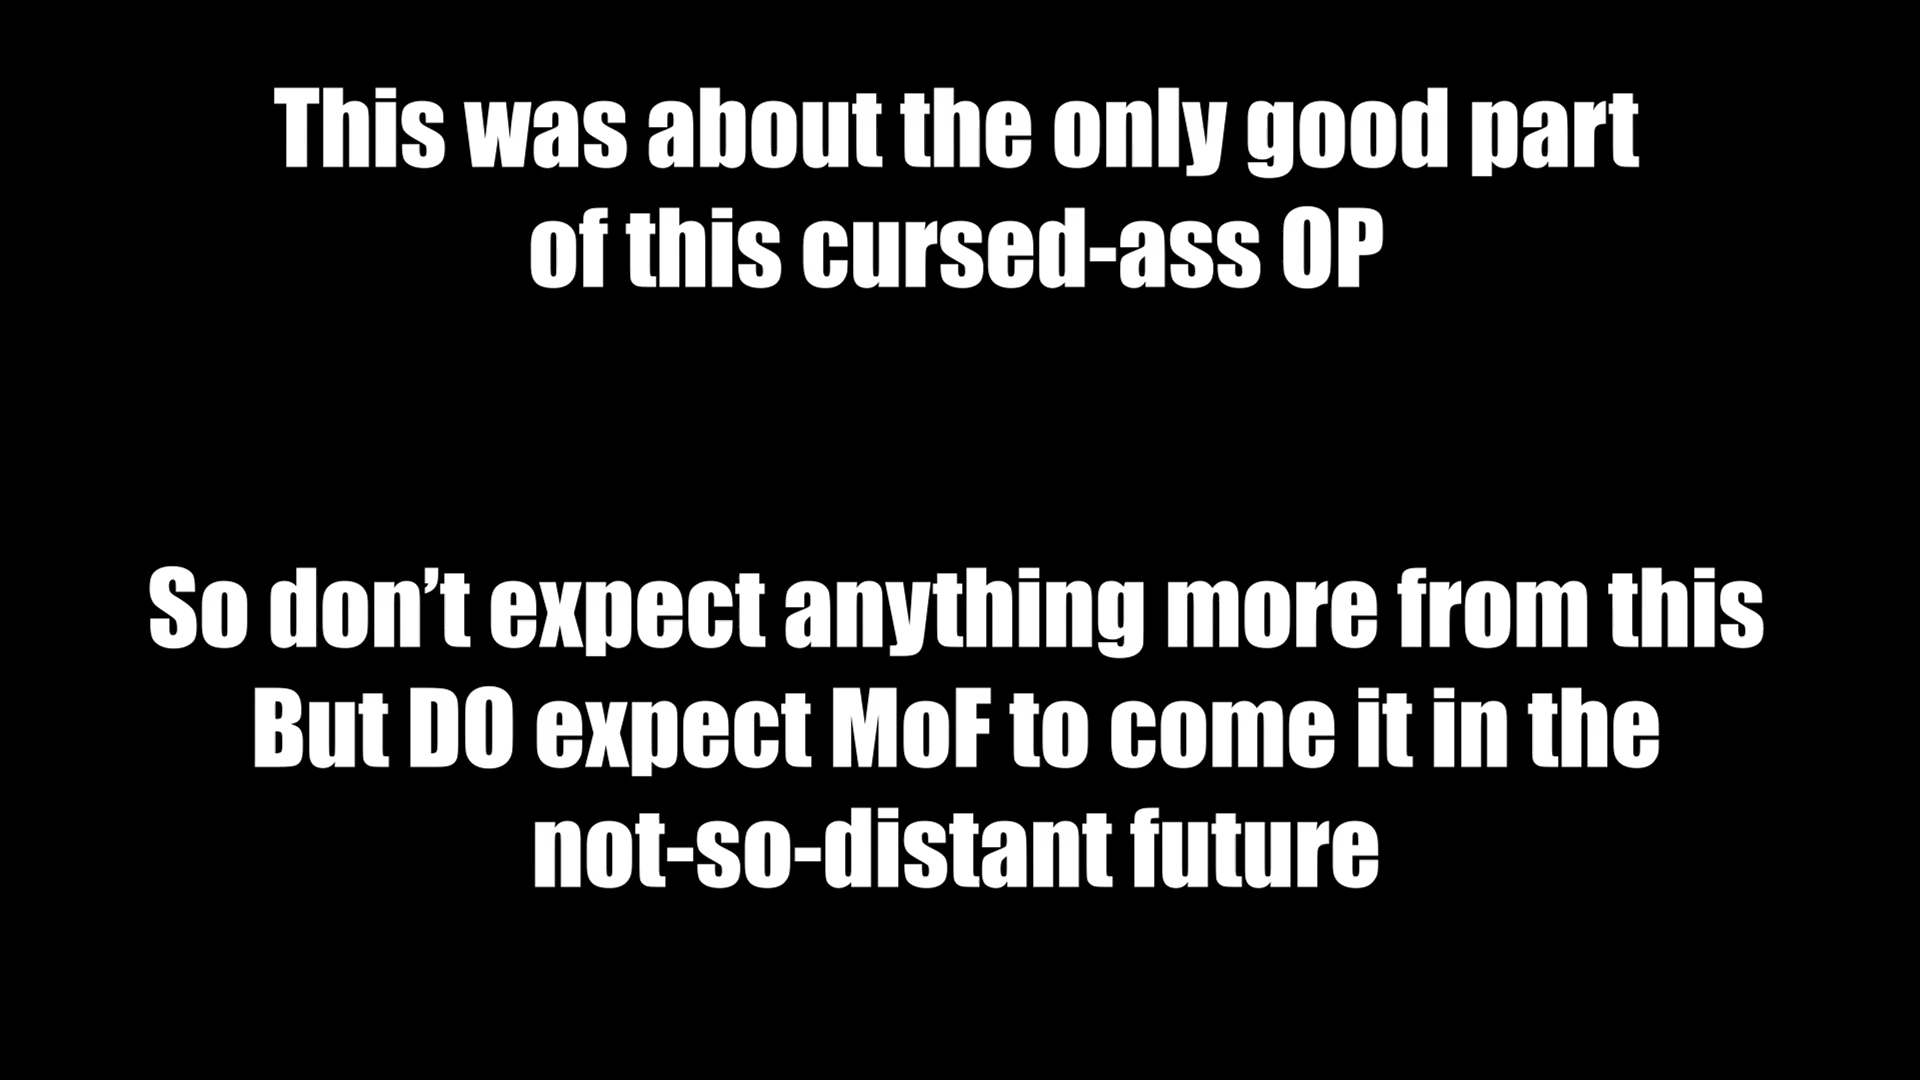 This was about the only good part
of this cursed-ass OP
So don’t expect anything more from this
But DO expect MoF to come it in the
not-so-distant future